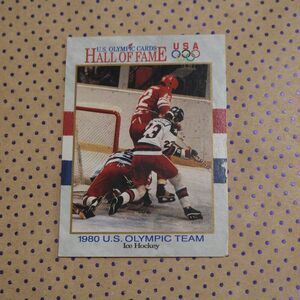 U.S. OLYMPIC CARDS
HALL OF FAME
USA
1980 U.S. OLYMPIC TEAM
Ice Hockey